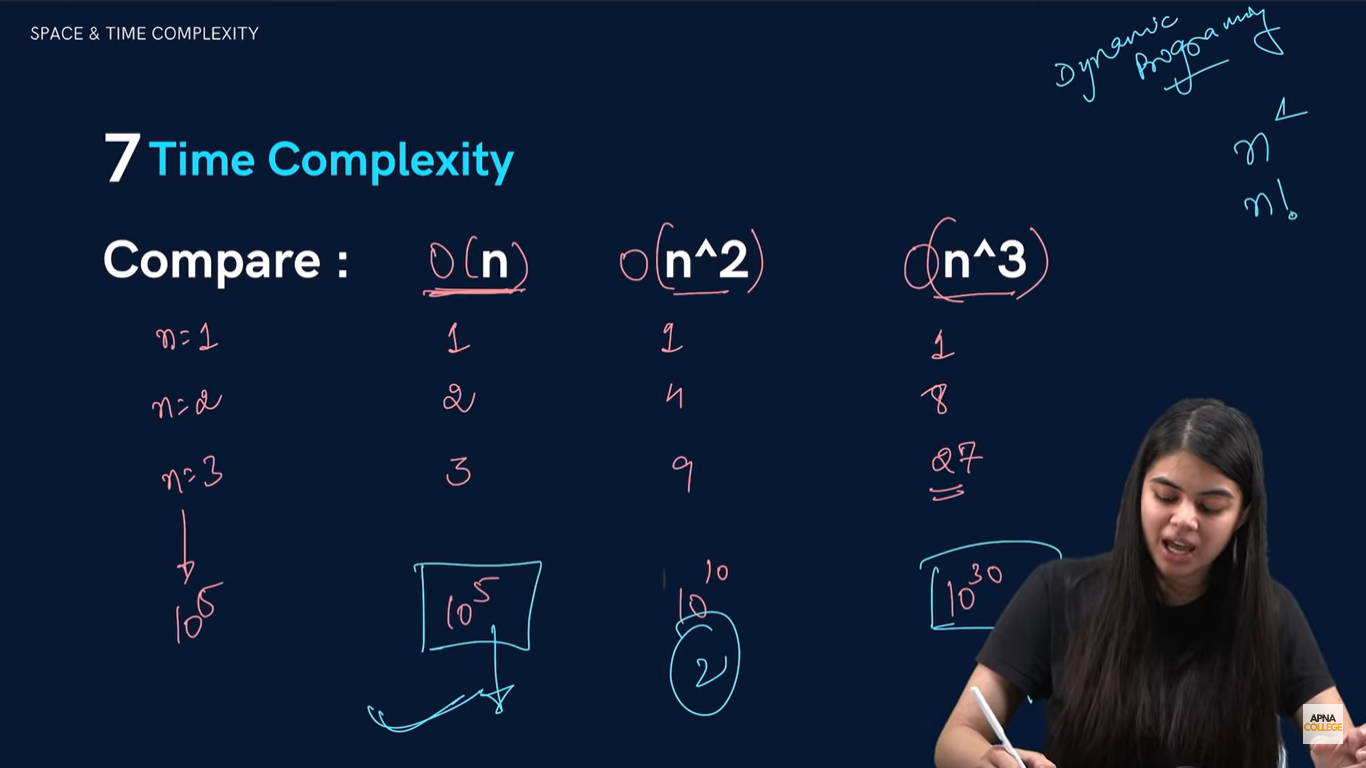 SPACE & TIME COMPLEXITY
Dynamic
Programming
7 Time Complexity
n
n!
Compare : O(n) O(n^2) O(n^3)
n=1 1 1 1
n=2 2 4 8
n=3 3 9 27
10^5 10^5 10^10 10^30
2
APNA
COLLEGE